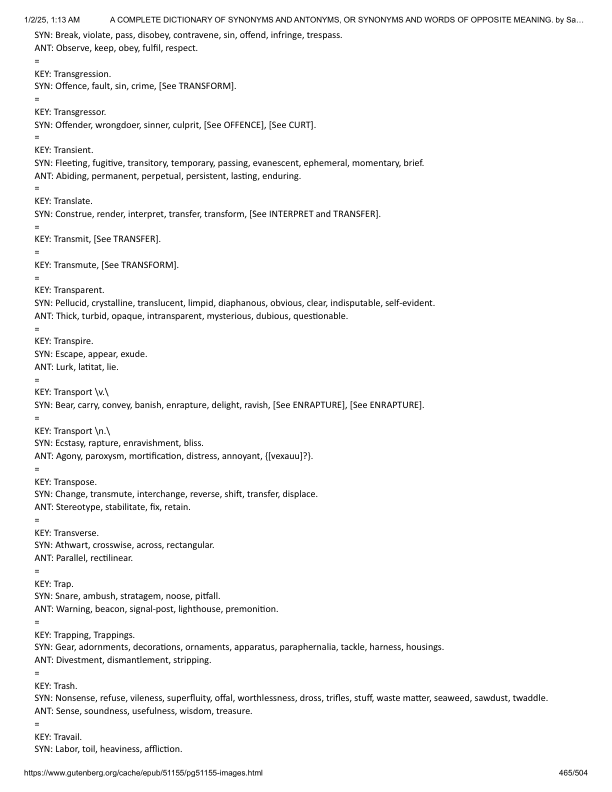 1/2/25, 1:13 AM A COMPLETE DICTIONARY OF SYNONYMS AND ANTONYMS, OR SYNONYMS AND WORDS OF OPPOSITE MEANING. by Sa…
SYN: Break, violate, pass, disobey, contravene, sin, offend, infringe, trespass.
ANT: Observe, keep, obey, fulfil, respect.
=
KEY: Transgression.
SYN: Offence, fault, sin, crime, [See TRANSFORM].
=
KEY: Transgressor.
SYN: Offender, wrongdoer, sinner, culprit, [See OFFENCE], [See CURT].
=
KEY: Transient.
SYN: Fleeting, fugitive, transitory, temporary, passing, evanescent, ephemeral, momentary, brief.
ANT: Abiding, permanent, perpetual, persistent, lasting, enduring.
=
KEY: Translate.
SYN: Construe, render, interpret, transfer, transform, [See INTERPRET and TRANSFER].
=
KEY: Transmit, [See TRANSFER].
=
KEY: Transmute, [See TRANSFORM].
=
KEY: Transparent.
SYN: Pellucid, crystalline, translucent, limpid, diaphanous, obvious, clear, indisputable, self-evident.
ANT: Thick, turbid, opaque, intransparent, mysterious, dubious, questionable.
=
KEY: Transpire.
SYN: Escape, appear, exude.
ANT: Lurk, latitat, lie.
=
KEY: Transport \v.\
SYN: Bear, carry, convey, banish, enrapture, delight, ravish, [See ENRAPTURE], [See ENRAPTURE].
=
KEY: Transport \n.\
SYN: Ecstasy, rapture, enravishment, bliss.
ANT: Agony, paroxysm, mortification, distress, annoyant, {[vexauu]?}.
=
KEY: Transpose.
SYN: Change, transmute, interchange, reverse, shift, transfer, displace.
ANT: Stereotype, stabilitate, fix, retain.
=
KEY: Transverse.
SYN: Athwart, crosswise, across, rectangular.
ANT: Parallel, rectilinear.
=
KEY: Trap.
SYN: Snare, ambush, stratagem, noose, pitfall.
ANT: Warning, beacon, signal-post, lighthouse, premonition.
=
KEY: Trapping, Trappings.
SYN: Gear, adornments, decorations, ornaments, apparatus, paraphernalia, tackle, harness, housings.
ANT: Divestment, dismantlement, stripping.
=
KEY: Trash.
SYN: Nonsense, refuse, vileness, superfluity, offal, worthlessness, dross, trifles, stuff, waste matter, seaweed, sawdust, twaddle.
ANT: Sense, soundness, usefulness, wisdom, treasure.
=
KEY: Travail.
SYN: Labor, toil, heaviness, affliction.
https://www.gutenberg.org/cache/epub/51155/pg51155-images.html 465/504